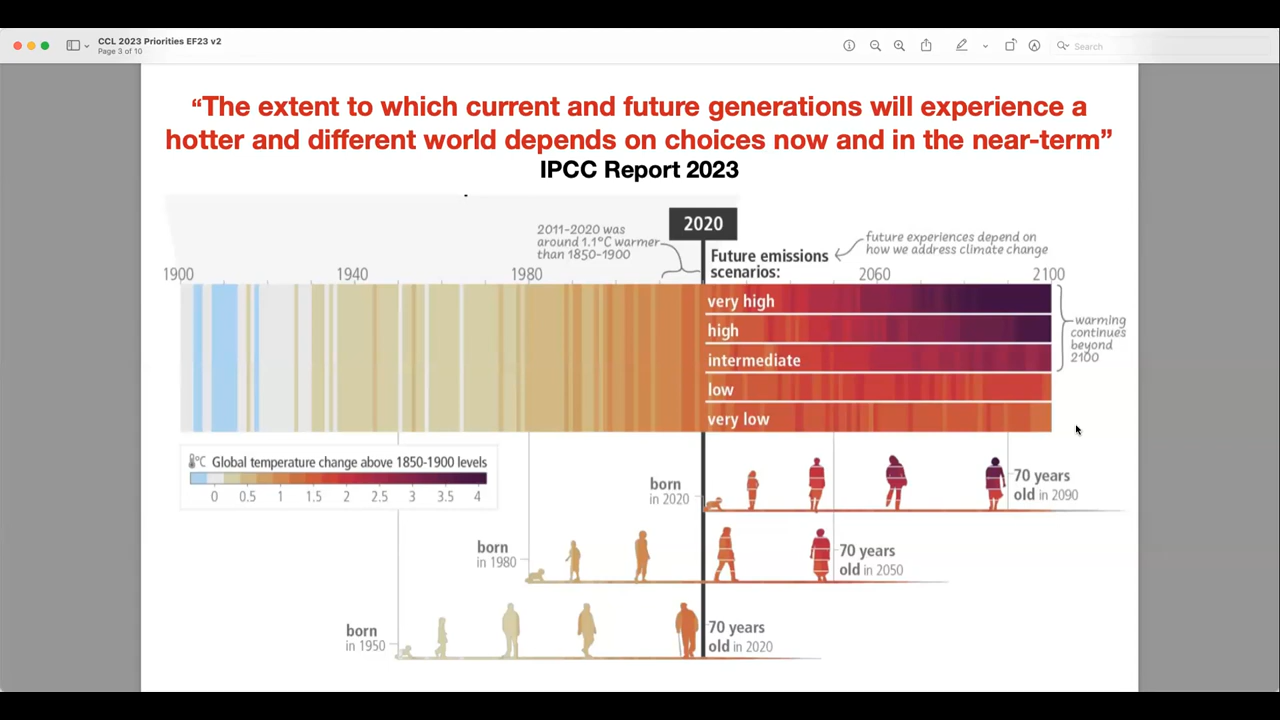 CCL 2023 Priorities EF23 v2
Page 3 of 10
Search
“The extent to which current and future generations will experience a
hotter and different world depends on choices now and in the near-term”
IPCC Report 2023
2020
2011-2020 was
around 1.1°C warmer
than 1850-1900
future experiences depend on
how we address climate change
Future emissions
scenarios:
1900 1940 1980 2060 2100
very high
high
intermediate
low
very low
warming
continues
beyond
2100
°C Global temperature change above 1850-1900 levels
0 0.5 1 1.5 2 2.5 3 3.5 4
born
in 2020
70 years
old in 2090
born
in 1980
70 years
old in 2050
born
in 1950
70 years
old in 2020